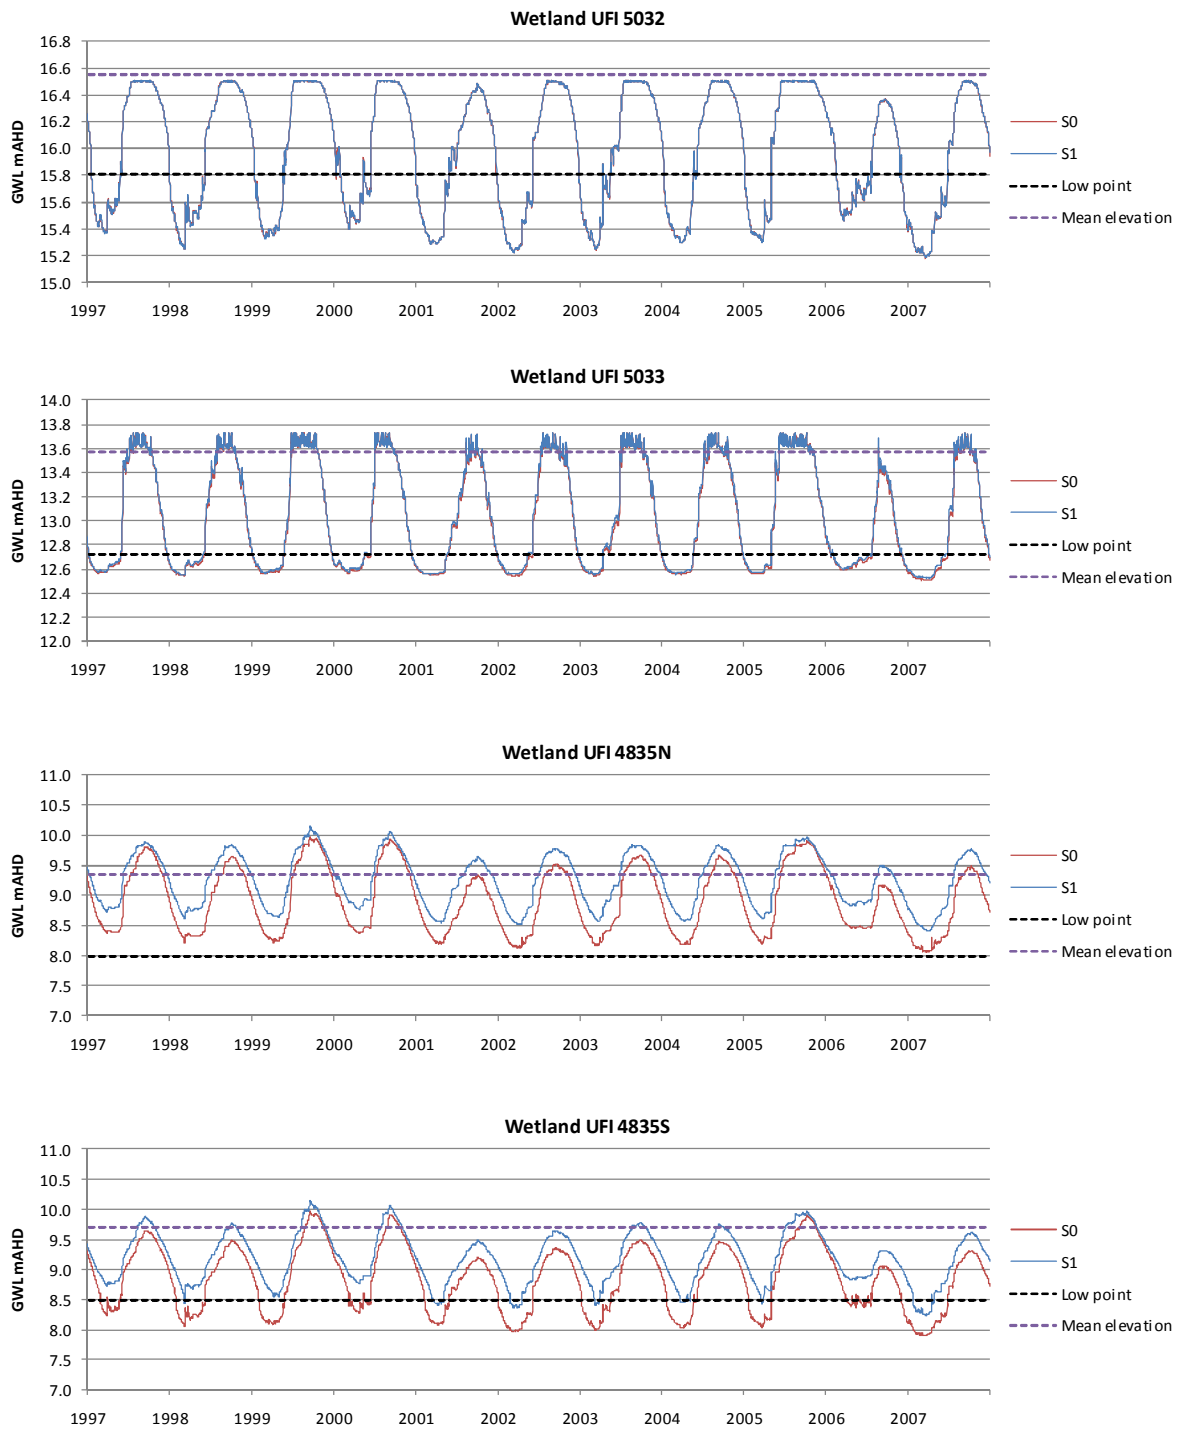 Wetland UFI 5032
GWL mAHD
16.8
16.6
16.4
16.2
16.0
15.8
15.6
15.4
15.2
15.0
1997 1998 1999 2000 2001 2002 2003 2004 2005 2006 2007
S0
S1
Low point
Mean elevation
Wetland UFI 5033
GWL mAHD
14.0
13.8
13.6
13.4
13.2
13.0
12.8
12.6
12.4
12.2
12.0
1997 1998 1999 2000 2001 2002 2003 2004 2005 2006 2007
S0
S1
Low point
Mean elevation
Wetland UFI 4835N
GWL mAHD
11.0
10.5
10.0
9.5
9.0
8.5
8.0
7.5
7.0
1997 1998 1999 2000 2001 2002 2003 2004 2005 2006 2007
S0
S1
Low point
Mean elevation
Wetland UFI 4835S
GWL mAHD
11.0
10.5
10.0
9.5
9.0
8.5
8.0
7.5
7.0
1997 1998 1999 2000 2001 2002 2003 2004 2005 2006 2007
S0
S1
Low point
Mean elevation